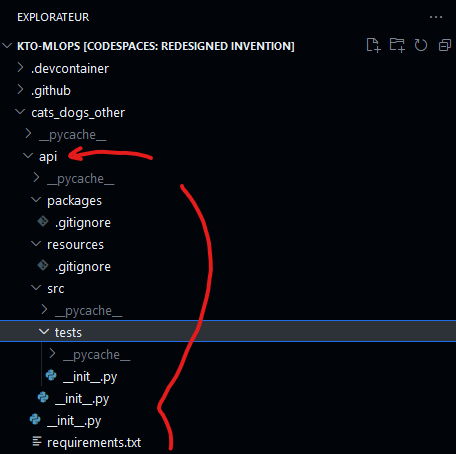 EXPLORATEUR
KTO-MLOPS [CODESPACES: REDESIGNED INVENTION]
.devcontainer
.github
cats_dogs_other
__pycache__
api
__pycache__
packages
.gitignore
resources
.gitignore
src
__pycache__
tests
__pycache__
__init__.py
__init__.py
__init__.py
requirements.txt